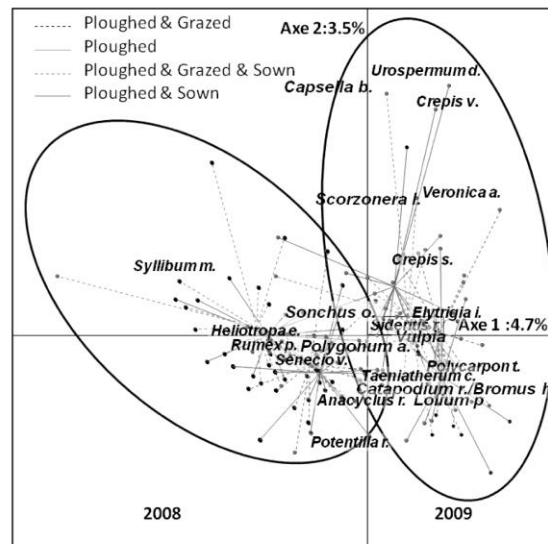 Ploughed & Grazed
Ploughed
Ploughed & Grazed & Sown
Ploughed & Sown
Axe 2:3.5%
Urospermum d.
Capsella b.
Crepis v.
Scorzonera l.
Veronica a.
Syllibum m.
Crepis s.
Sonchus o.
Elytrigia i.
Sideritis r.
Axe 1 :4.7%
Heliotropa e.
Vulpia
Rumex p.
Polygonum a.
Senecio v.
Polycarpon t.
Taeniatherum c.
Catapodium r./Bromus h
Anacyclus r.
Lolium p
Potentilla r.
2008
2009